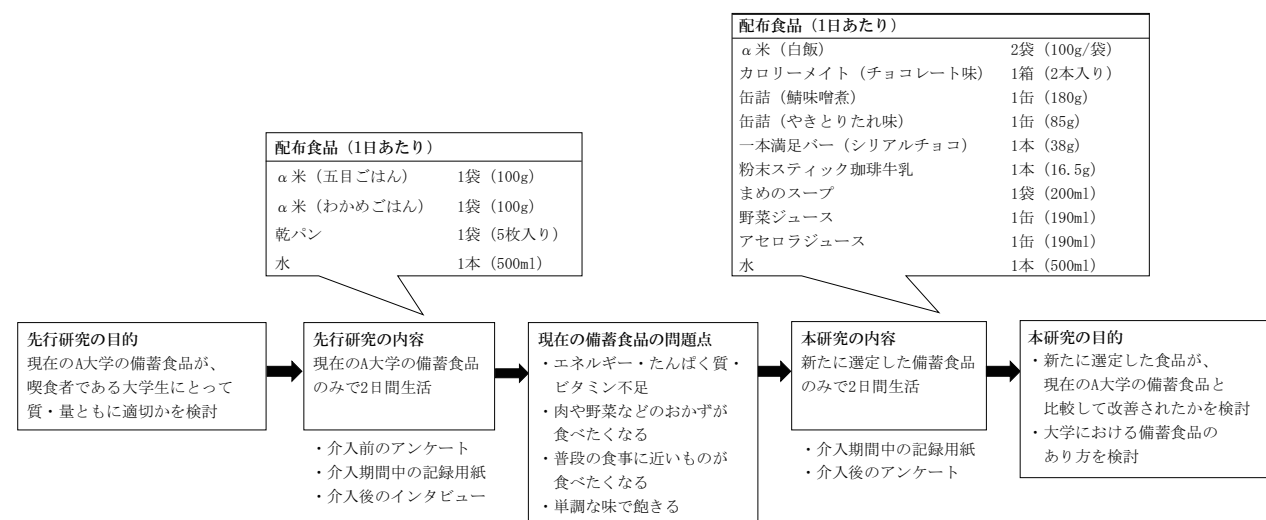 配布食品（1日あたり）
α米（白飯） 2袋（100g/袋）
カロリーメイト（チョコレート味） 1箱（2本入り）
缶詰（鯖味噌煮） 1缶（180g）
缶詰（やきとりたれ味） 1缶（85g）
一本満足バー（シリアルチョコ） 1本（38g）
粉末スティック珈琲牛乳 1本（16.5g）
まめのスープ 1袋（200ml）
野菜ジュース 1缶（190ml）
アセロラジュース 1缶（190ml）
水 1本（500ml）
配布食品（1日あたり）
α米（五目ごはん） 1袋（100g）
α米（わかめごはん） 1袋（100g）
乾パン 1袋（5枚入り）
水 1本（500ml）
先行研究の目的
現在のA大学の備蓄食品が、
喫食者である大学生にとって
質・量ともに適切かを検討
先行研究の内容
現在のA大学の備蓄食品
のみで2日間生活
・介入前のアンケート
・介入期間中の記録用紙
・介入後のインタビュー
現在の備蓄食品の問題点
・エネルギー・たんぱく質・
ビタミン不足
・肉や野菜などのおかずが
食べたくなる
・普段の食事に近いものが
食べたくなる
・単調な味で飽きる
本研究の内容
新たに選定した備蓄食品
のみで2日間生活
・介入期間中の記録用紙
・介入後のアンケート
本研究の目的
・新たに選定した食品が、
現在のA大学の備蓄食品と
比較して改善されたかを検討
・大学における備蓄食品の
あり方を検討